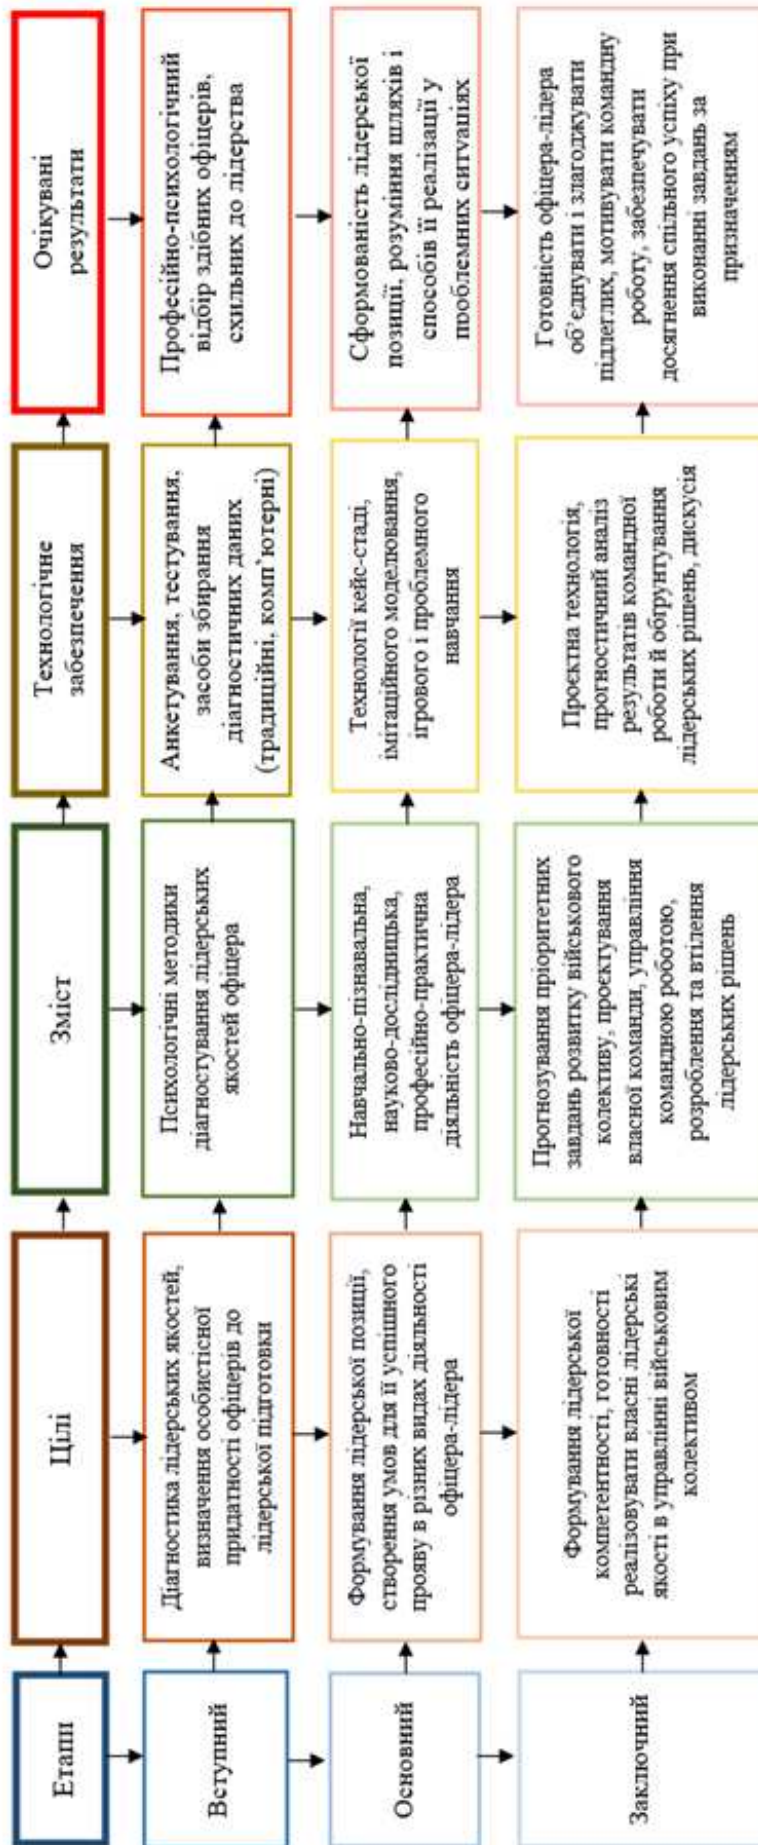 Етапи
Цілі
Зміст
Технологічне
забезпечення
Очікувані
результати
Вступний
Діагностика лідерських якостей,
визначення особистісної
придатності офіцерів до
лідерської підготовки
Психологічні методики
діагностування лідерських
якостей офіцера
Анкетування, тестування,
засоби збирання
діагностичних даних
(традиційні, комп`ютерні)
Професійно-психологічний
відбір здібних офіцерів,
схильних до лідерства
Основний
Формування лідерської позиції,
створення умов для її успішного
прояву в різних видах діяльності
офіцера-лідера
Навчально-пізнавальна,
науково-дослідницька,
професійно-практична
діяльність офіцера-лідера
Технології кейс-стаді,
імітаційного моделювання,
ігрового і проблемного
навчання
Сформованість лідерської
позиції, розуміння шляхів і
способів її реалізації у
проблемних ситуаціях
Заключний
Формування лідерської
компетентності, готовності
реалізовувати власні лідерські
якості в управлінні військовим
колективом
Прогнозування пріоритетних
завдань розвитку військового
колективу, проєктування
власної команди, управління
командною роботою,
розроблення та втілення
лідерських рішень
Проєктна технологія,
прогностичний аналіз
результатів командної
роботи й обґрунтування
лідерських рішень, дискусія
Готовність офіцера-лідера
об’єднувати і злагоджувати
підлеглих, мотивувати командну
роботу, забезпечувати
досягнення спільного успіху при
виконанні завдань за
призначенням